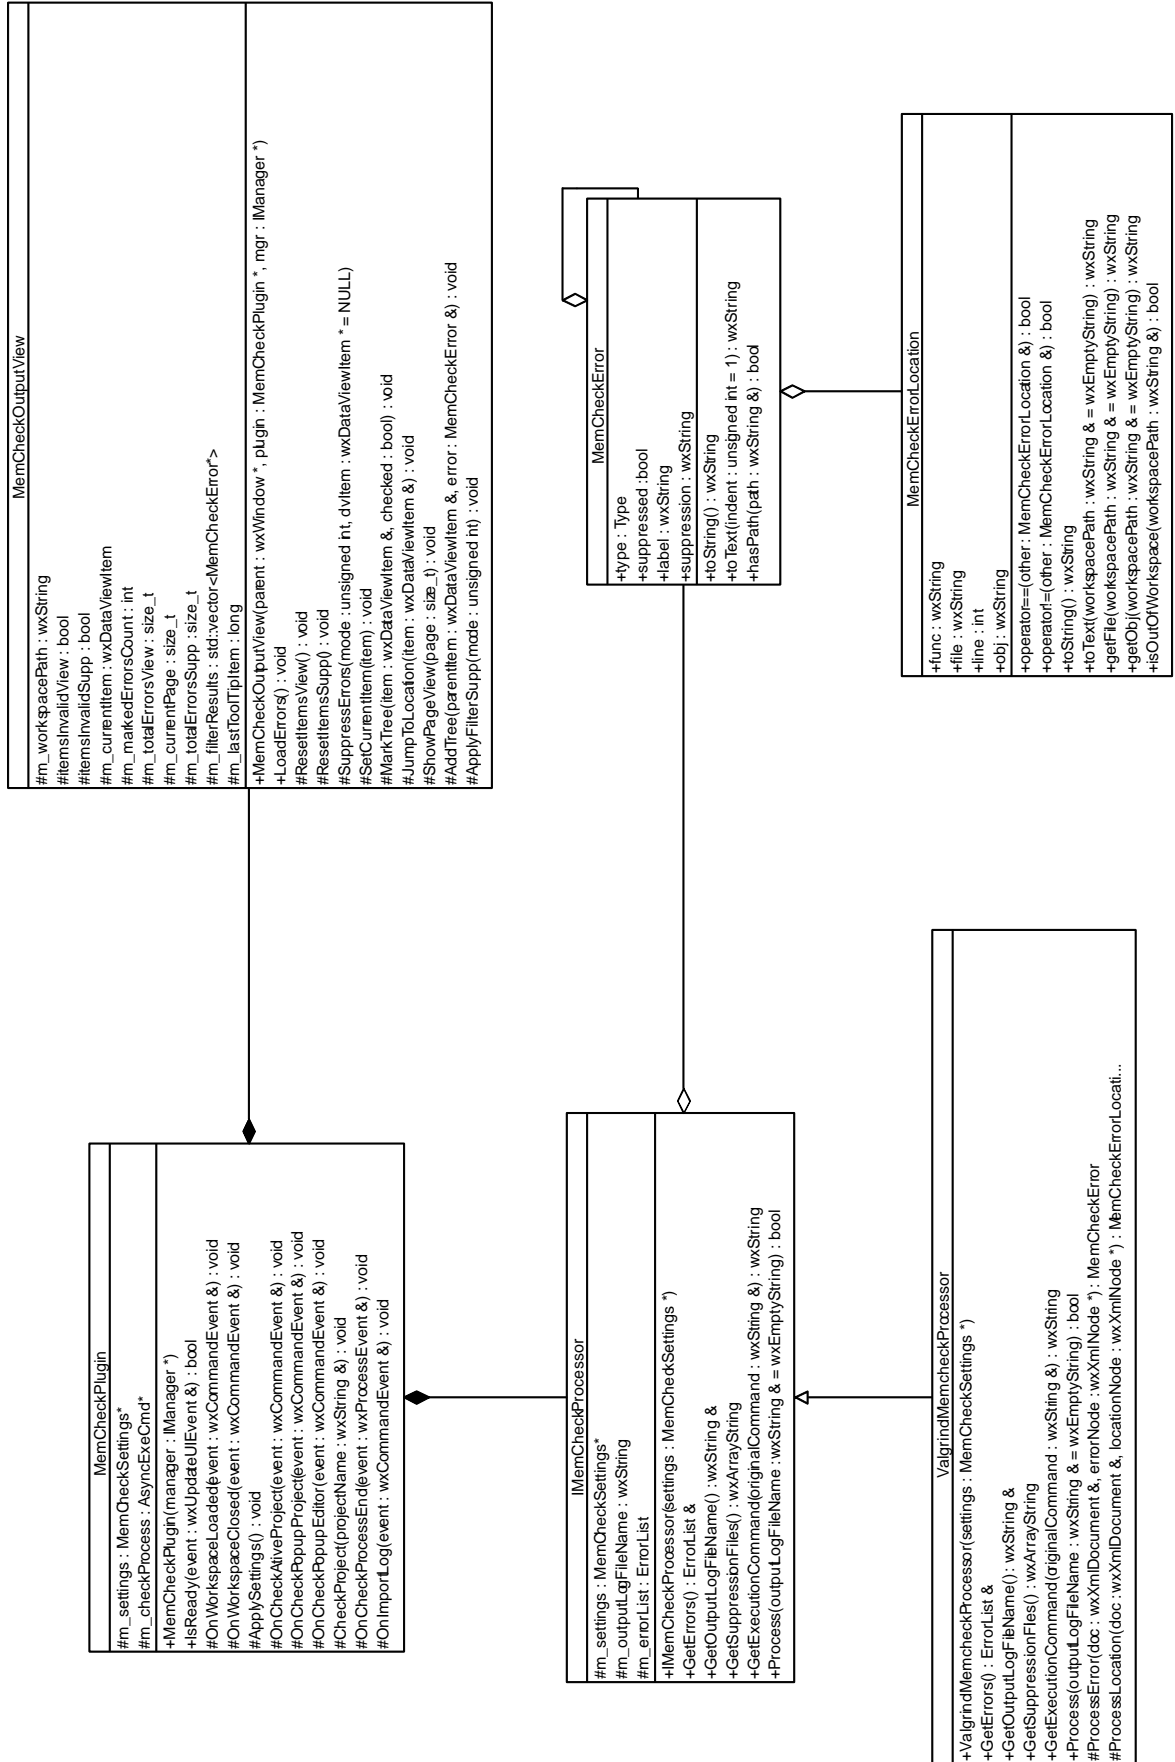 MemCheckPlugin
#m_settings : MemCheckSettings*
#m_checkProcess : AsyncExeCmd*
+MemCheckPlugin(manager : IManager *)
+IsReady(event : wxUpdateUIEvent &) : bool
#OnWorkspaceLoaded(event : wxCommandEvent &) : void
#OnWorkspaceClosed(event : wxCommandEvent &) : void
#ApplySettings() : void
#OnCheckAtiveProject(event : wxCommandEvent &) : void
#OnCheckPopupProject(event : wxCommandEvent &) : void
#OnCheckPopupEditor(event : wxCommandEvent &) : void
#CheckProject(projectName : wxString &) : void
#OnCheckProcessEnd(event : wxProcessEvent &) : void
#OnImportLog(event : wxCommandEvent &) : void
MemCheckOutputView
#m_workspacePath : wxString
#itemsInvalidView : bool
#itemsInvalidSupp : bool
#m_currentItem : wxDataViewItem
#m_markedErrorsCount : int
#m_totalErrorsView : size_t
#m_currentPage : size_t
#m_totalErrorsSupp : size_t
#m_filterResults : std::vector<MemCheckError*>
#m_lastToolTipItem : long
+MemCheckOutputView(parent : wxWindow *, plugin : MemCheckPlugin *, mgr : IManager *)
+LoadErrors() : void
#ResetItemsView() : void
#ResetItemsSupp() : void
#SuppressErrors(mode : unsigned int, dvItem : wxDataViewItem * = NULL)
#SetCurrentItem(item) : void
#MarkTree(item : wxDataViewItem &, checked : bool) : void
#JumpToLocation(item : wxDataViewItem &) : void
#ShowPageView(page : size_t) : void
#AddTree(parentItem : wxDataViewItem &, error : MemCheckError &) : void
#ApplyFilterSupp(mode : unsigned int) : void
IMemCheckProcessor
#m_settings : MemCheckSettings*
#m_outputLogFileName : wxString
#m_errorList : ErrorList
+IMemCheckProcessor(settings : MemCheckSettings *)
+GetErrors() : ErrorList &
+GetOutputLogFileName() : wxString &
+GetSuppressionFiles() : wxArrayString
+GetExecutionCommand(originalCommand : wxString &) : wxString
+Process(outputLogFileName : wxString & = wxEmptyString) : bool
MemCheckError
+type : Type
+suppressed : bool
+label : wxString
+suppression : wxString
+toString() : wxString
+toText(indent : unsigned int = 1) : wxString
+hasPath(path : wxString &) : bool
ValgrindMemcheckProcessor
+ValgrindMemcheckProcessor(settings : MemCheckSettings *)
+GetErrors() : ErrorList &
+GetOutputLogFileName() : wxString &
+GetSuppressionFiles() : wxArrayString
+GetExecutionCommand(originalCommand : wxString &) : wxString
+Process(outputLogFileName : wxString & = wxEmptyString) : bool
#ProcessError(doc : wxXmlDocument &, errorNode : wxXmlNode *) : MemCheckError
#ProcessLocation(doc : wxXmlDocument &, locationNode : wxXmlNode *) : MemCheckErrorLocati...
MemCheckErrorLocation
+func : wxString
+file : wxString
+line : int
+obj : wxString
+operator==(other : MemCheckErrorLocation &) : bool
+operator!=(other : MemCheckErrorLocation &) : bool
+toString() : wxString
+toText(workspacePath : wxString & = wxEmptyString) : wxString
+getFile(workspacePath : wxString & = wxEmptyString) : wxString
+getObj(workspacePath : wxString & = wxEmptyString) : wxString
+isOutOfWorkspace(workspacePath : wxString &) : bool